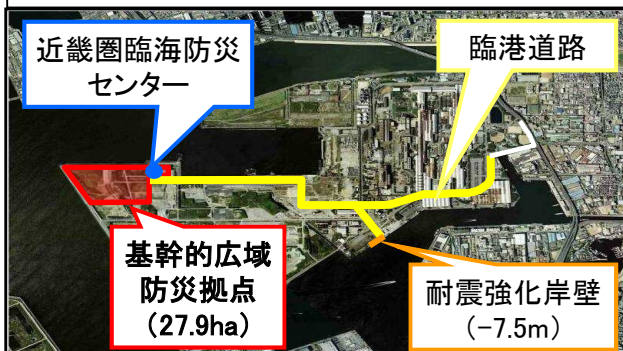 近畿圏臨海防災
センター
臨港道路
基幹的広域
防災拠点
（27.9ha）
耐震強化岸壁
（-7.5m）